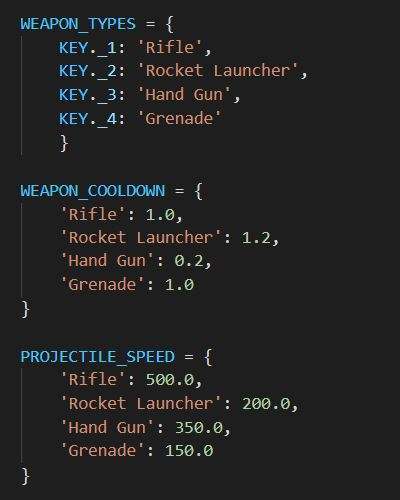 WEAPON_TYPES = {
    KEY._1: 'Rifle',
    KEY._2: 'Rocket Launcher',
    KEY._3: 'Hand Gun',
    KEY._4: 'Grenade'
    }

WEAPON_COOLDOWN = {
    'Rifle': 1.0,
    'Rocket Launcher': 1.2,
    'Hand Gun': 0.2,
    'Grenade': 1.0
}

PROJECTILE_SPEED = {
    'Rifle': 500.0,
    'Rocket Launcher': 200.0,
    'Hand Gun': 350.0,
    'Grenade': 150.0
}